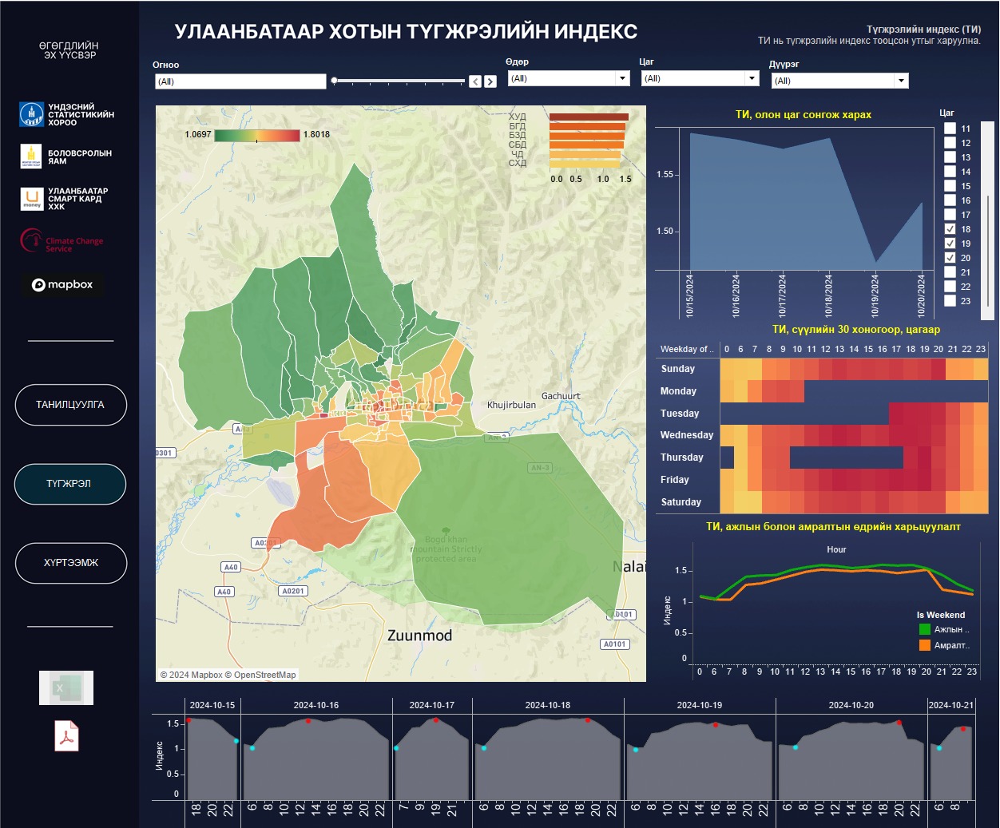 УЛААНБАТААР ХОТЫН ТҮГЖРЭЛИЙН ИНДЕКС
Түгжрэлийн индекс (ТИ)
ТИ нь түгжрэлийн индекс тооцсон утгыг харуулна.
ӨГӨГДЛИЙН
ЭХ ҮҮСВЭР
ҮНДЭСНИЙ
СТАТИСТИКИЙН
ХОРОО
БОЛОВСРОЛЫН
ЯАМ
U
money
УЛААНБААТАР
СМАРТ КАРД
ХХК
Climate Change
Service
mapbox
ТАНИЛЦУУЛГА
ТҮГЖРЭЛ
ХҮРТЭЭМЖ
X
Огноо
(All)
Өдөр
(All)
Цаг
(All)
Дүүрэг
(All)
1.0697
1.8018
ХУД
БГД
БЗД
СБД
ЧД
СХД
0.0 0.5 1.0 1.5
Gachuurt
Khujirbulan
0301
AN-3
Bogd khan
mountain Strictly
protected area
Nalai
A0201
A40
A40
A0201
A0101
A0101
Zuunmod
© 2024 Mapbox © OpenStreetMap
ТИ, олон цаг сонгож харах
1.55
1.50
10/15/2024
10/16/2024
10/17/2024
10/18/2024
10/19/2024
10/20/2024
Цаг
11
12
13
14
15
16
17
18
19
20
21
22
23
ТИ, сүүлийн 30 хоногоор, цагаар
Weekday of .. 0 6 7 8 9 10 11 12 13 14 15 16 17 18 19 20 21 22 23
Sunday
Monday
Tuesday
Wednesday
Thursday
Friday
Saturday
ТИ, ажлын болон амралтын өдрийн харьцуулалт
Hour
Индекс
1.5
1
0.5
0
Is Weekend
Ажлын ..
Амралт..
0 6 7 8 9 10 11 12 13 14 15 16 17 18 19 20 21 22 23
2024-10-15 2024-10-16 2024-10-17 2024-10-18 2024-10-19 2024-10-20 2024-10-21
Индекс
1.5
1
0.5
0
18 20 22 6 8 10 12 14 16 18 20 22 7 9 19 21 6 8 10 12 14 16 18 20 22 6 8 10 12 14 16 18 20 22 6 8 10 12 14 16 18 20 22 6 8